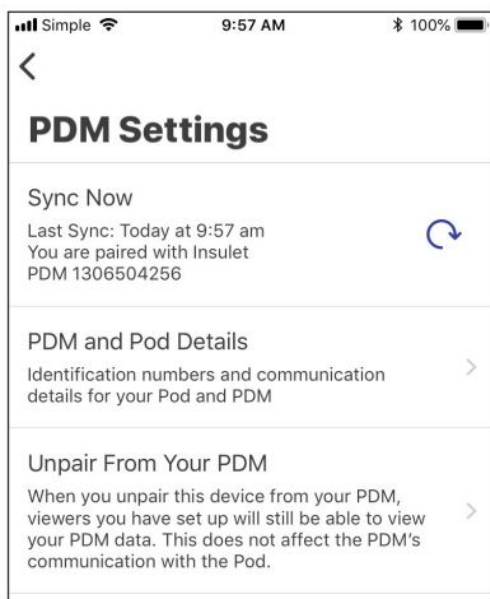 Simple 9:57 AM 100%
PDM Settings
Sync Now
Last Sync: Today at 9:57 am
You are paired with Insulet
PDM 1306504256
PDM and Pod Details
Identification numbers and communication
details for your Pod and PDM
Unpair From Your PDM
When you unpair this device from your PDM,
viewers you have set up will still be able to view
your PDM data. This does not affect the PDM's
communication with the Pod.